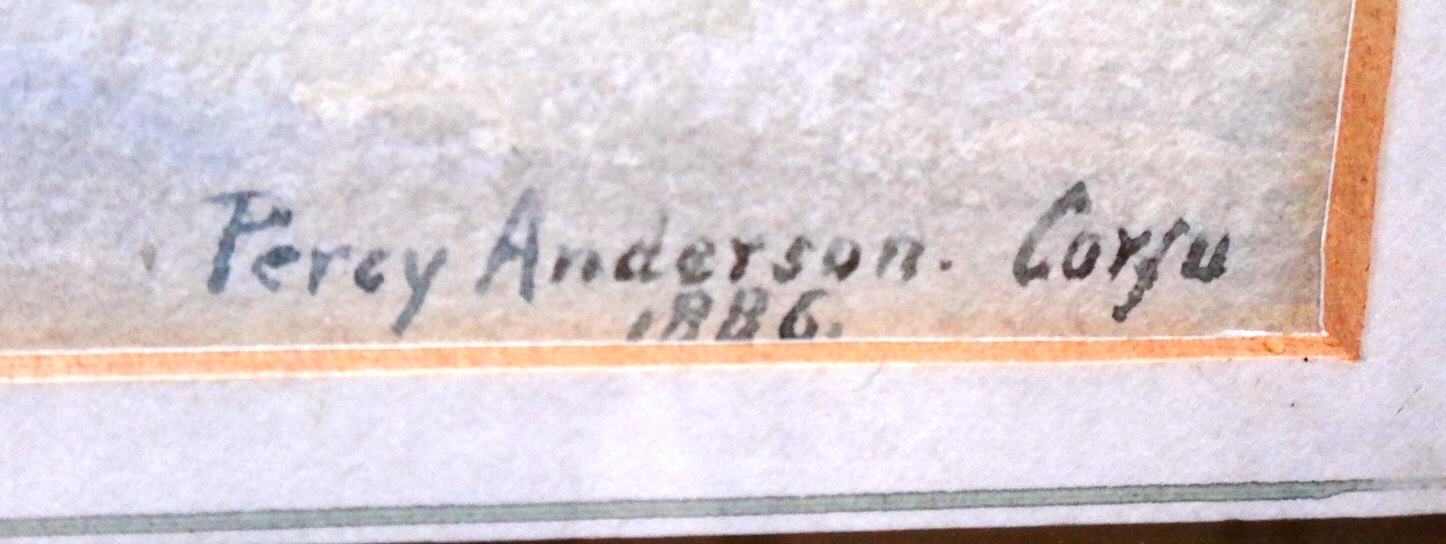 Percy Anderson. Corfu
1886.